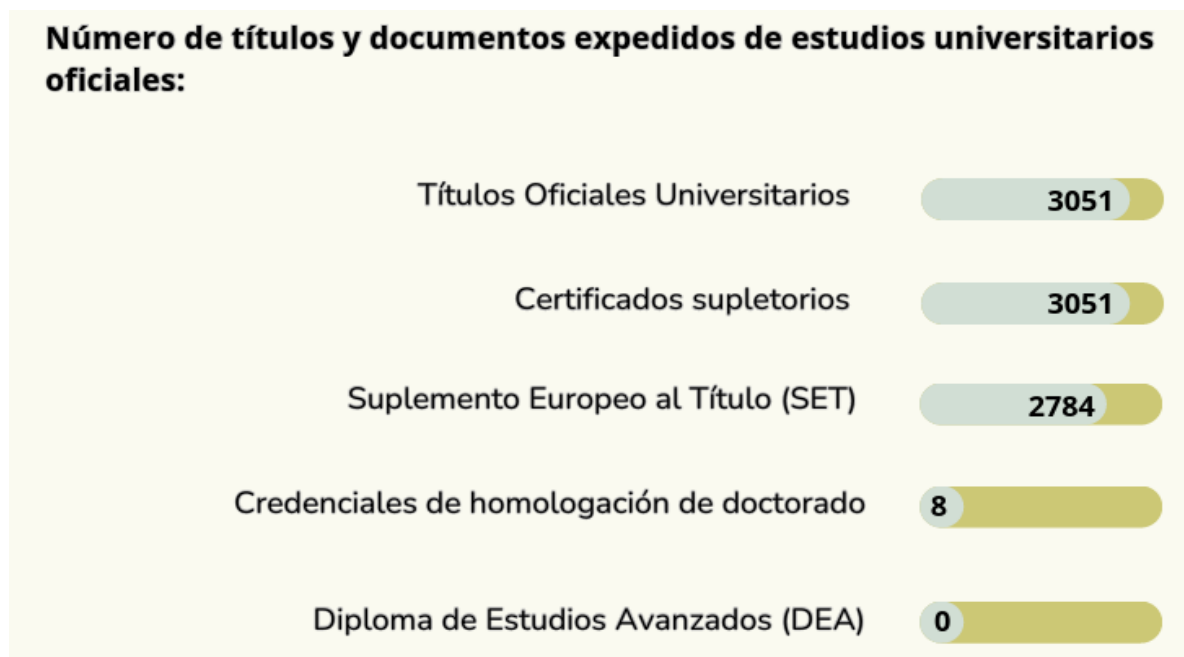 Número de títulos y documentos expedidos de estudios universitarios
oficiales:
Títulos Oficiales Universitarios 3051
Certificados supletorios 3051
Suplemento Europeo al Título (SET) 2784
Credenciales de homologación de doctorado 8
Diploma de Estudios Avanzados (DEA) 0